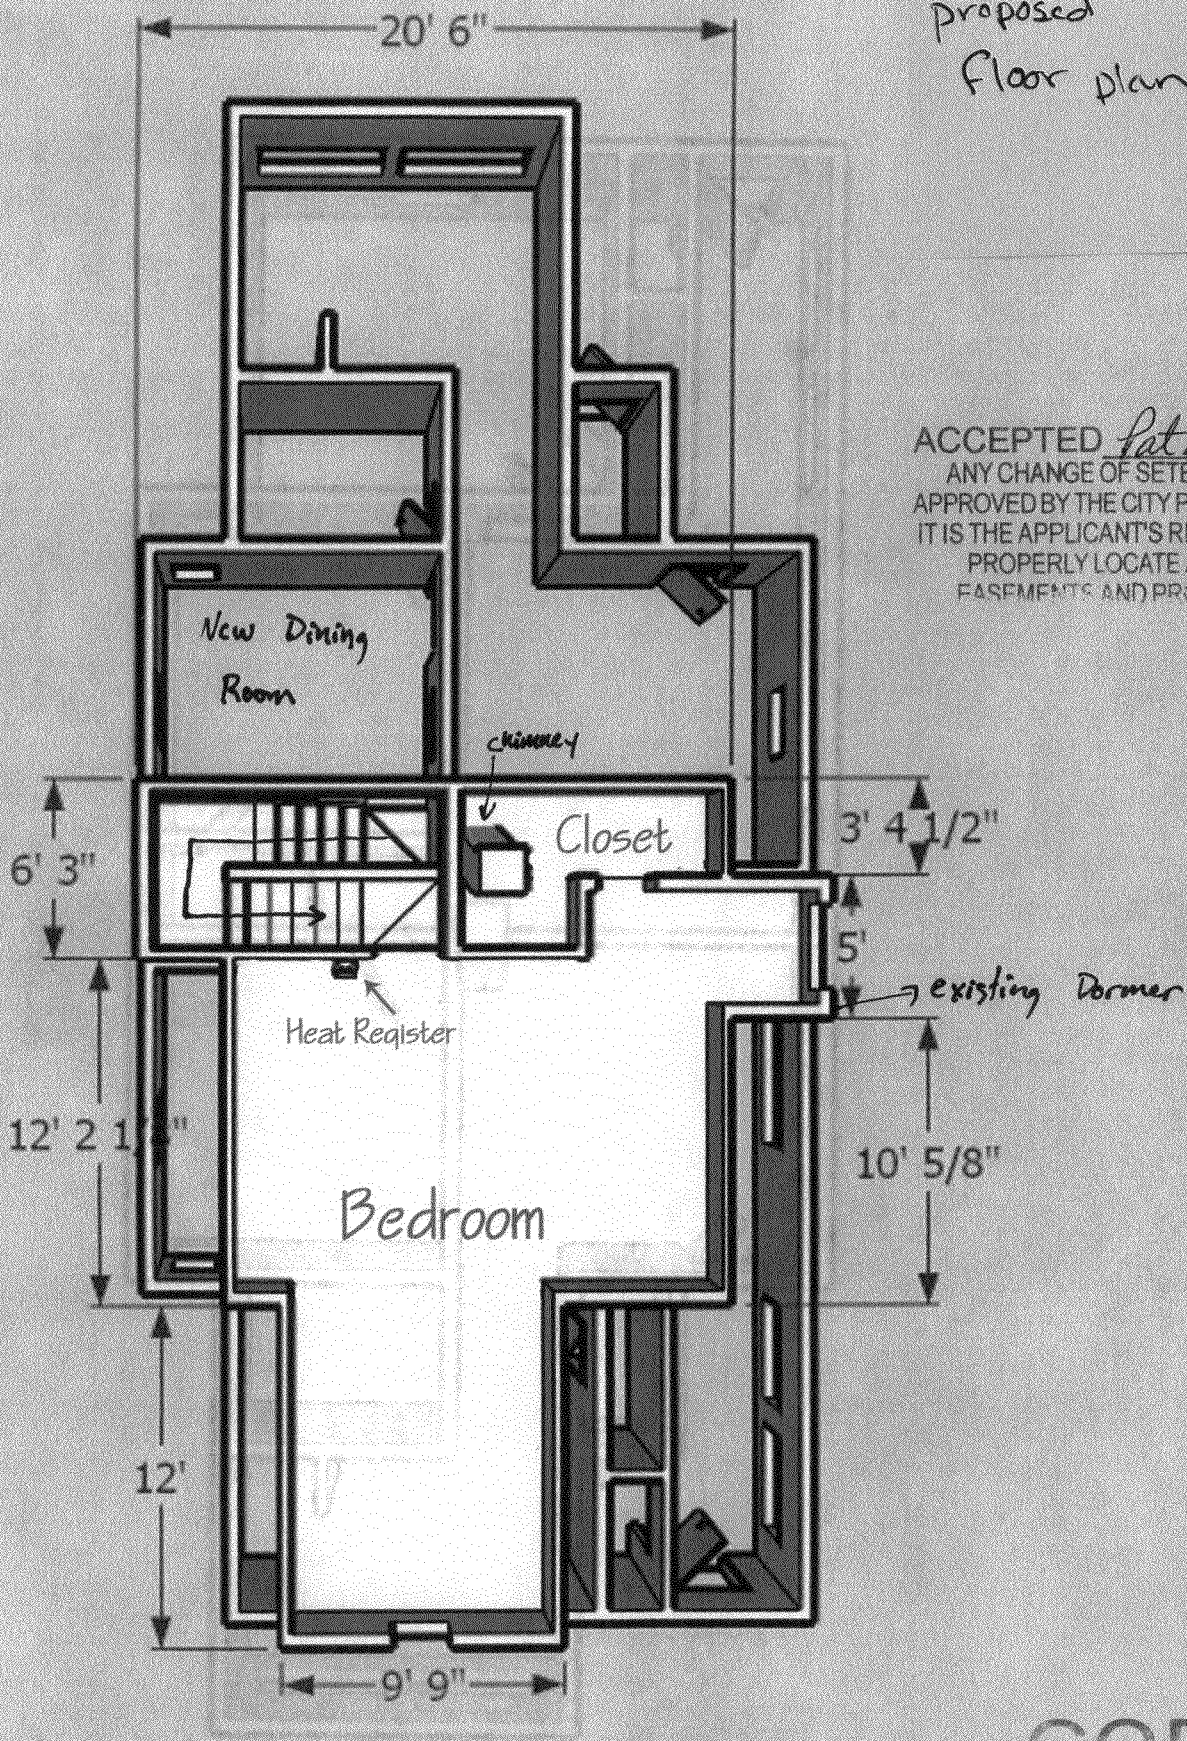 proposed
floor plan
20' 6"
ACCEPTED
ANY CHANGE OF
APPROVED BY THE CITY
IT IS THE APPLICANT'S
PROPERLY LOCATE
EASEMENTS AND
New Dining
Room
chimney
Closet
3' 4 1/2"
6' 3"
5'
existing Dormer
Heat Register
12' 2
10' 5/8"
Bedroom
12'
9' 9"